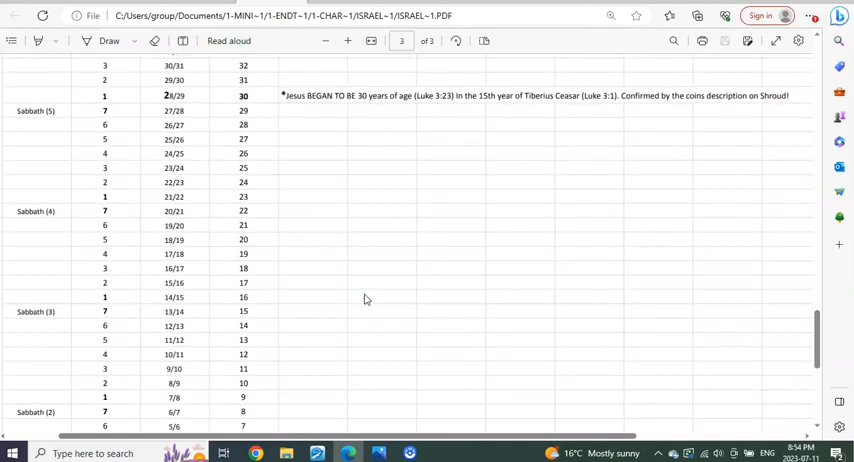 File C:/Users/group/Documents/1-MINI~1/1-ENDT~1/1-CHAR~1/ISRAEL~1/ISRAEL~1.PDF Sign in
Draw Read aloud 3 of 3
3 30/31 32
2 29/30 31
1 28/29 30 *Jesus BEGAN TO BE 30 years of age (Luke 3:23) In the 15th year of Tiberius Ceasar (Luke 3:1). Confirmed by the coins description on Shroud!
Sabbath (5) 7 27/28 29
6 26/27 28
5 25/26 27
4 24/25 26
3 23/24 25
2 22/23 24
1 21/22 23
Sabbath (4) 7 20/21 22
6 19/20 21
5 18/19 20
4 17/18 19
3 16/17 18
2 15/16 17
1 14/15 16
Sabbath (3) 7 13/14 15
6 12/13 14
5 11/12 13
4 10/11 12
3 9/10 11
2 8/9 10
1 7/8 9
Sabbath (2) 7 6/7 8
6 5/6 7
Type here to search 16°C Mostly sunny ENG 8:54 PM
2023-07-11